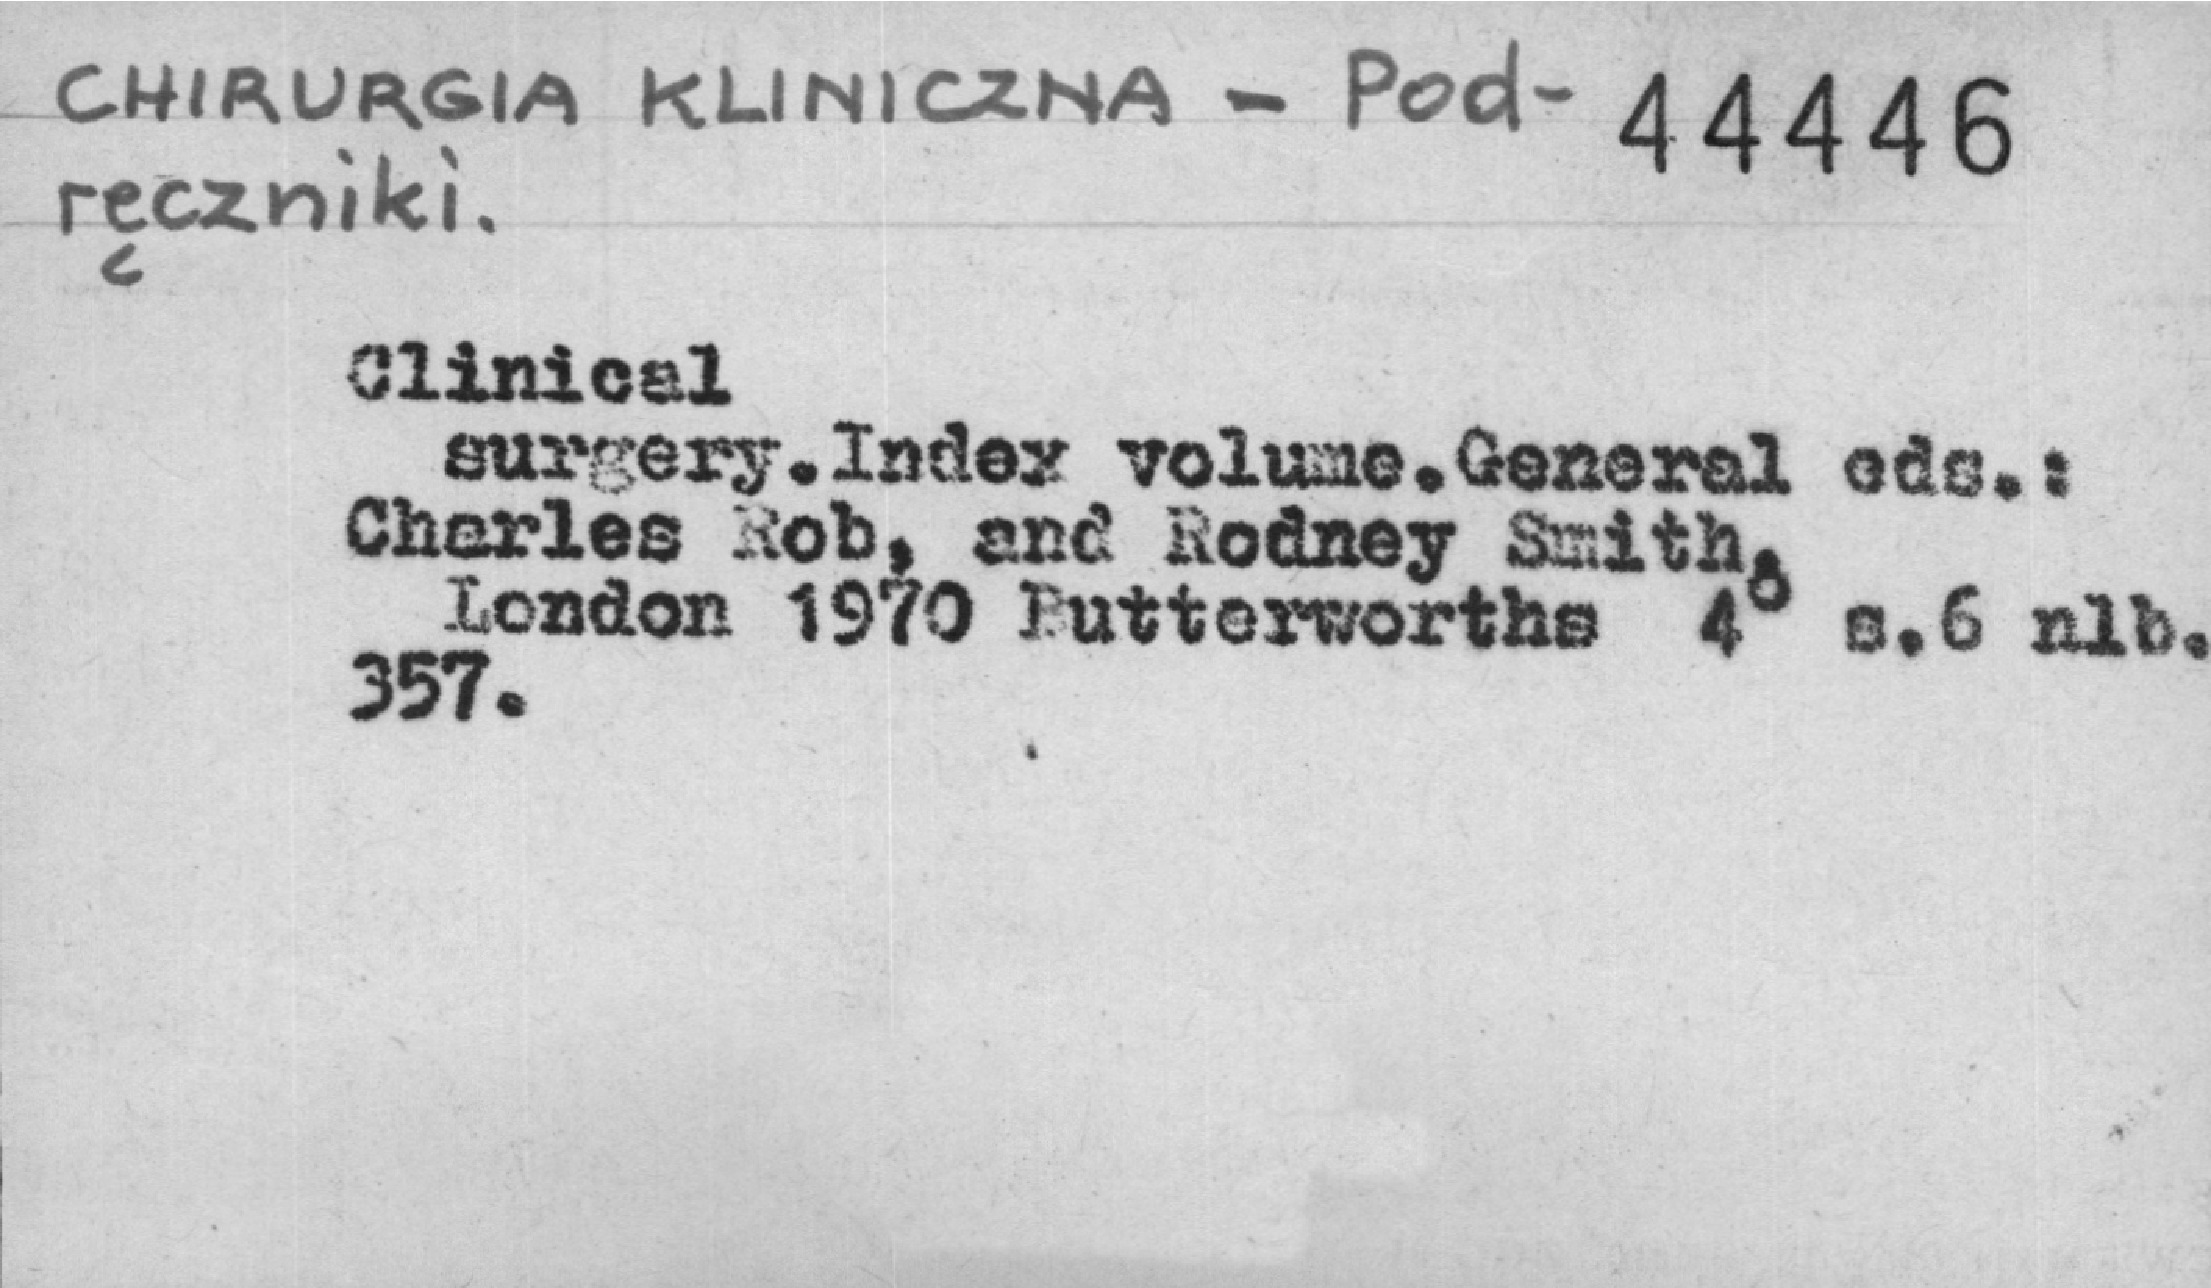 CHIRURGIA KLINICZNA - Pod- 44446
ręczniki.
Clinical
surgery.Index volume.General eds.:
Charles Rob, and Rodney Smith.
London 1970 Butterworths 4° s.6 nlb.
357.